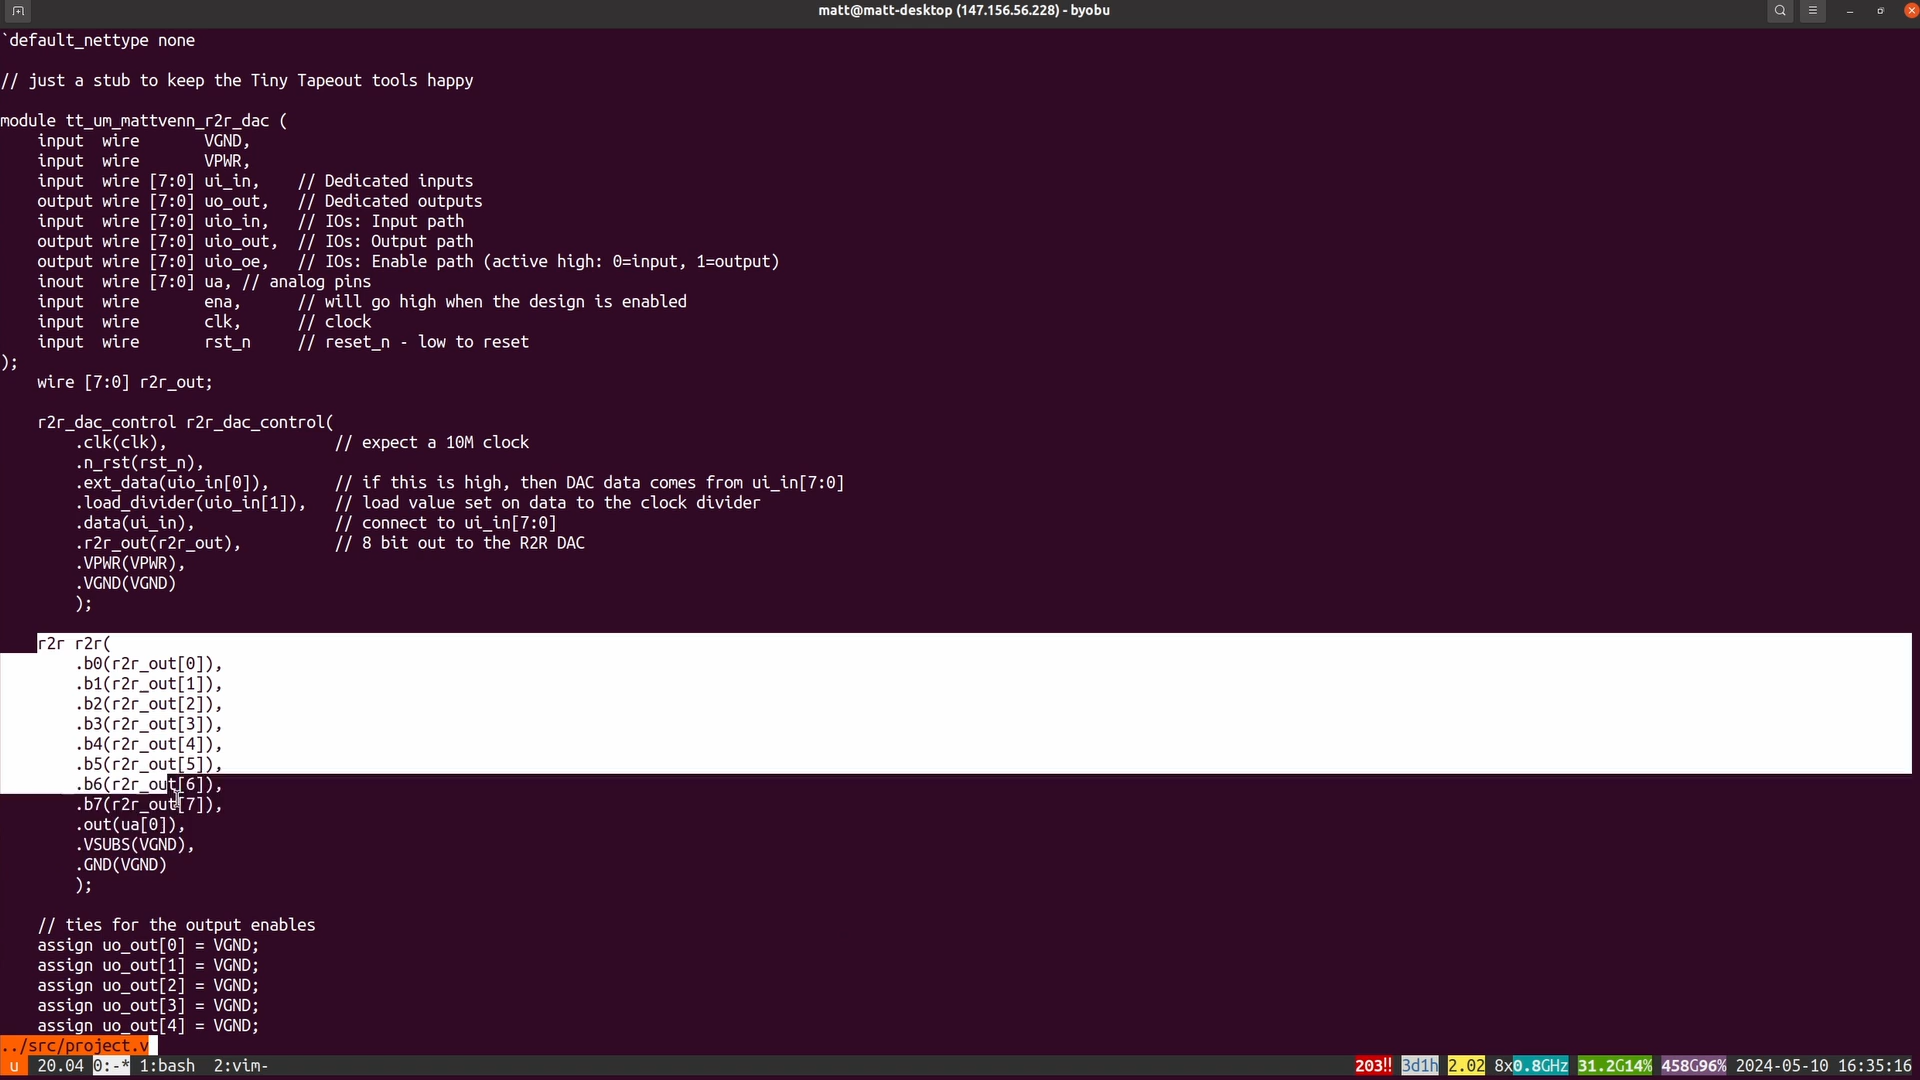 matt@matt-desktop (147.156.56.228) - byobu
`default_nettype none
// just a stub to keep the Tiny Tapeout tools happy
module tt_um_mattvenn_r2r_dac (
    input  wire       VGND,
    input  wire       VPWR,
    input  wire [7:0] ui_in,    // Dedicated inputs
    output wire [7:0] uo_out,   // Dedicated outputs
    input  wire [7:0] uio_in,   // IOs: Input path
    output wire [7:0] uio_out,  // IOs: Output path
    output wire [7:0] uio_oe,   // IOs: Enable path (active high: 0=input, 1=output)
    inout  wire [7:0] ua, // analog pins
    input  wire       ena,      // will go high when the design is enabled
    input  wire       clk,      // clock
    input  wire       rst_n     // reset_n - low to reset
);
    wire [7:0] r2r_out;
    r2r_dac_control r2r_dac_control(
        .clk(clk),                  // expect a 10M clock
        .n_rst(rst_n),
        .ext_data(uio_in[0]),       // if this is high, then DAC data comes from ui_in[7:0]
        .load_divider(uio_in[1]),   // load value set on data to the clock divider
        .data(ui_in),               // connect to ui_in[7:0]
        .r2r_out(r2r_out),          // 8 bit out to the R2R DAC
        .VPWR(VPWR),
        .VGND(VGND)
        );
    r2r r2r(
        .b0(r2r_out[0]),
        .b1(r2r_out[1]),
        .b2(r2r_out[2]),
        .b3(r2r_out[3]),
        .b4(r2r_out[4]),
        .b5(r2r_out[5]),
        .b6(r2r_out[6]),
        .b7(r2r_out[7]),
        .out(ua[0]),
        .VSUBS(VGND),
        .GND(VGND)
        );
    // ties for the output enables
    assign uo_out[0] = VGND;
    assign uo_out[1] = VGND;
    assign uo_out[2] = VGND;
    assign uo_out[3] = VGND;
    assign uo_out[4] = VGND;
../src/project.v
u 20.04 0:-* 1:bash 2:vim- 203!! 3d1h 2.02 8x0.8GHz 31.2G14% 458G96% 2024-05-10 16:35:16